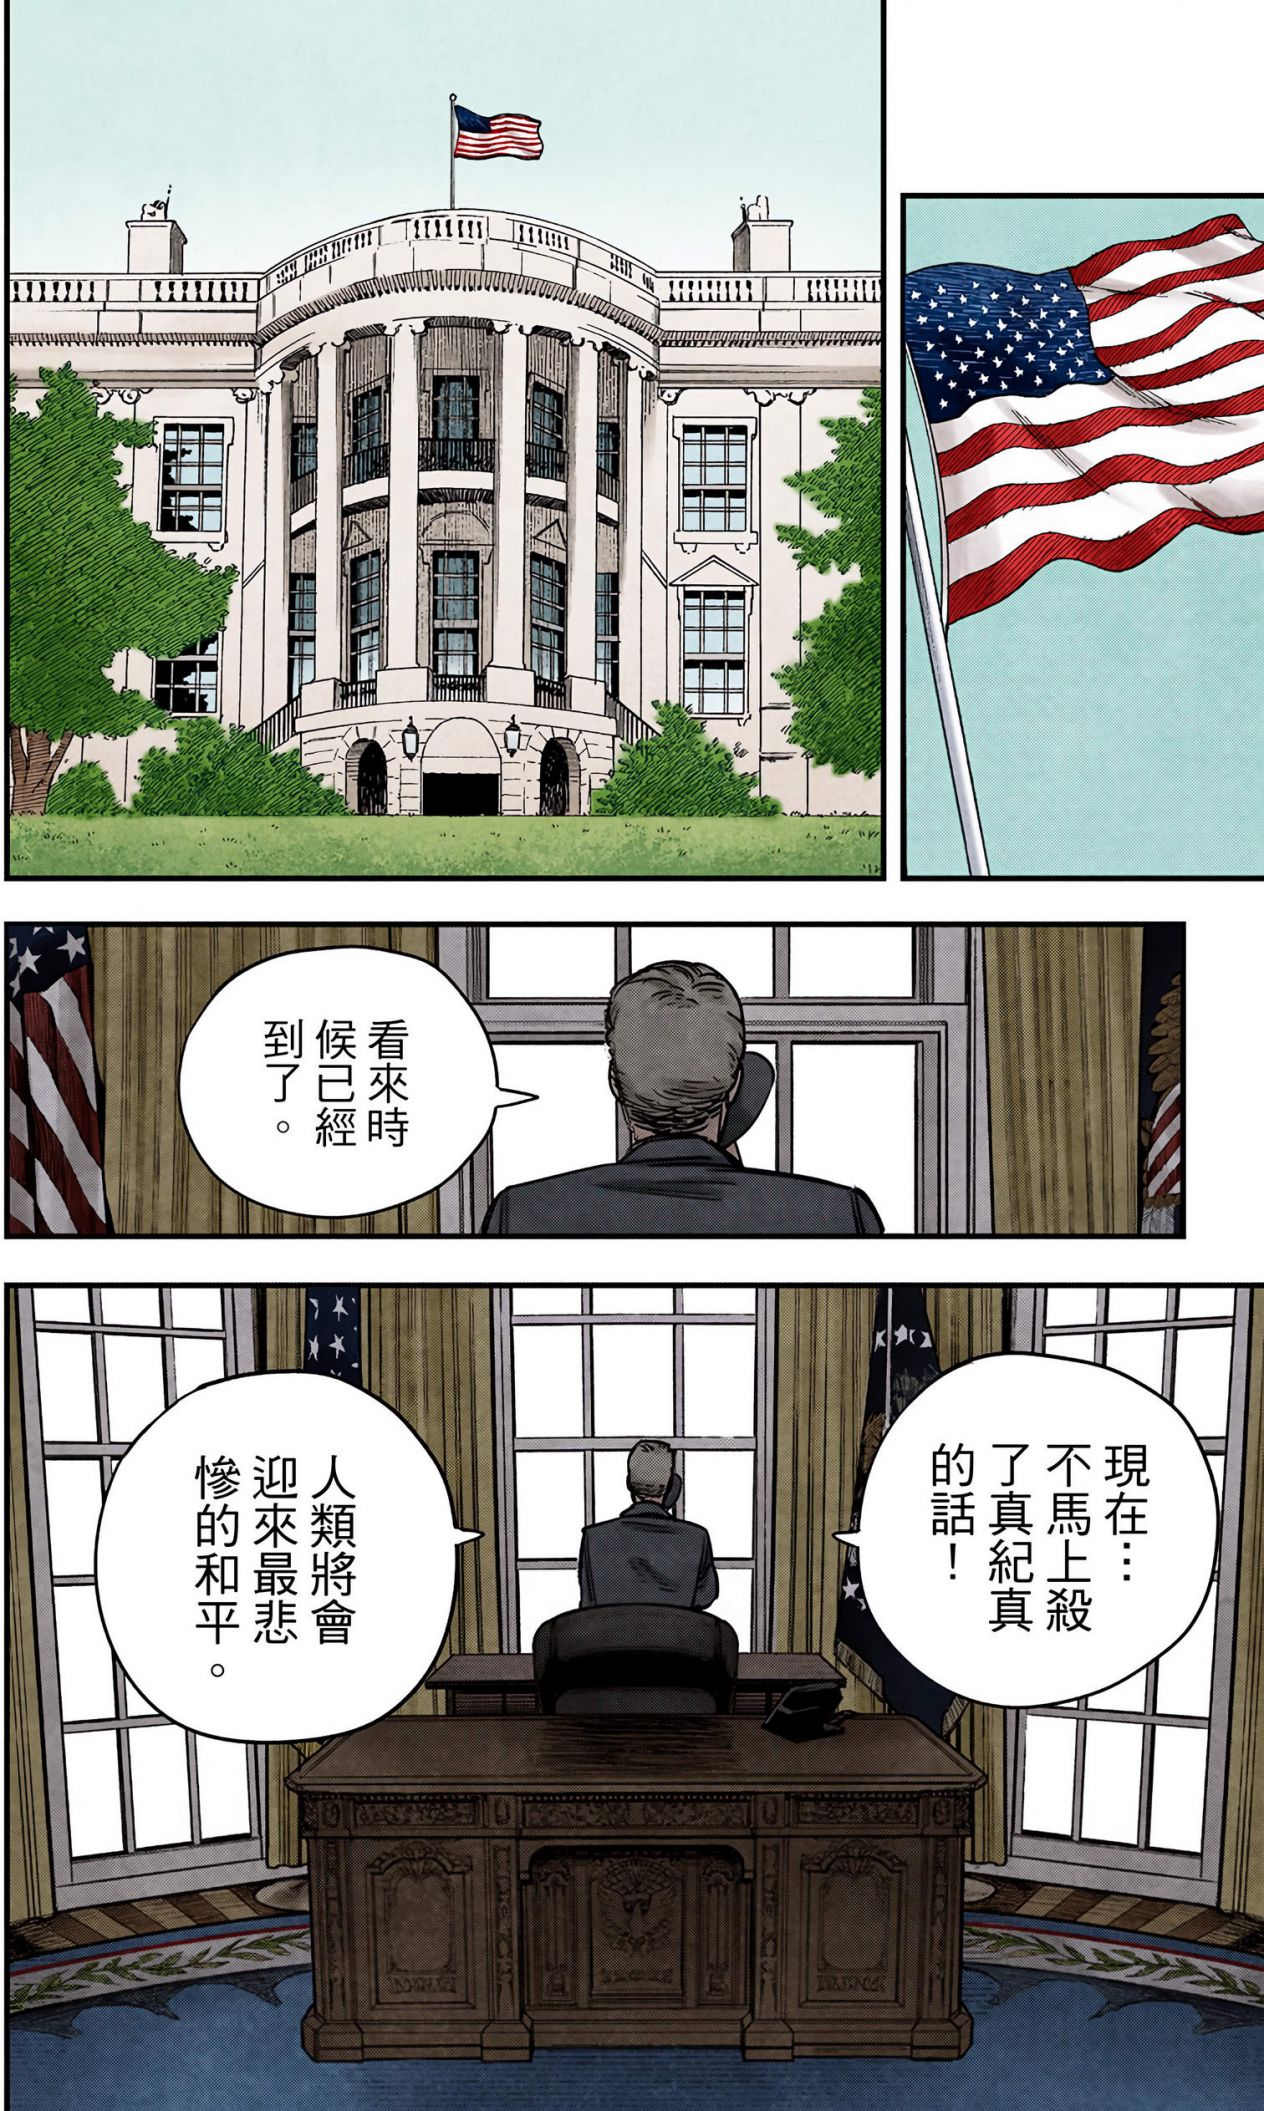 看來時
候已經
到了。
現在…
不馬上殺
了真紀真
的話！
人類將會
迎來最悲
慘的和平。